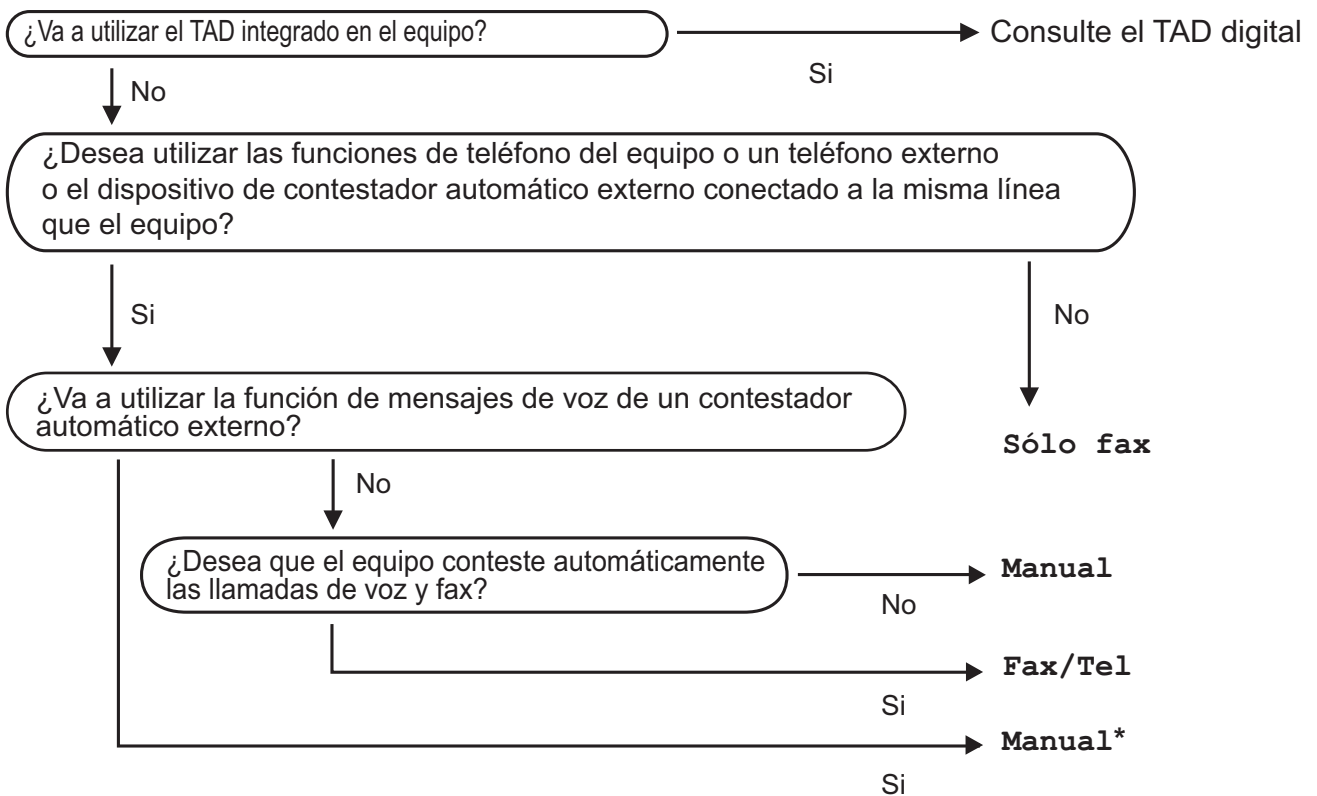 ¿Va a utilizar el TAD integrado en el equipo?
Consulte el TAD digital
Si
No
¿Desea utilizar las funciones de teléfono del equipo o un teléfono externo
o el dispositivo de contestador automático externo conectado a la misma línea
que el equipo?
Si
No
¿Va a utilizar la función de mensajes de voz de un contestador
automático externo?
Sólo fax
No
¿Desea que el equipo conteste automáticamente
las llamadas de voz y fax?
Manual
No
Fax/Tel
Si
Manual*
Si